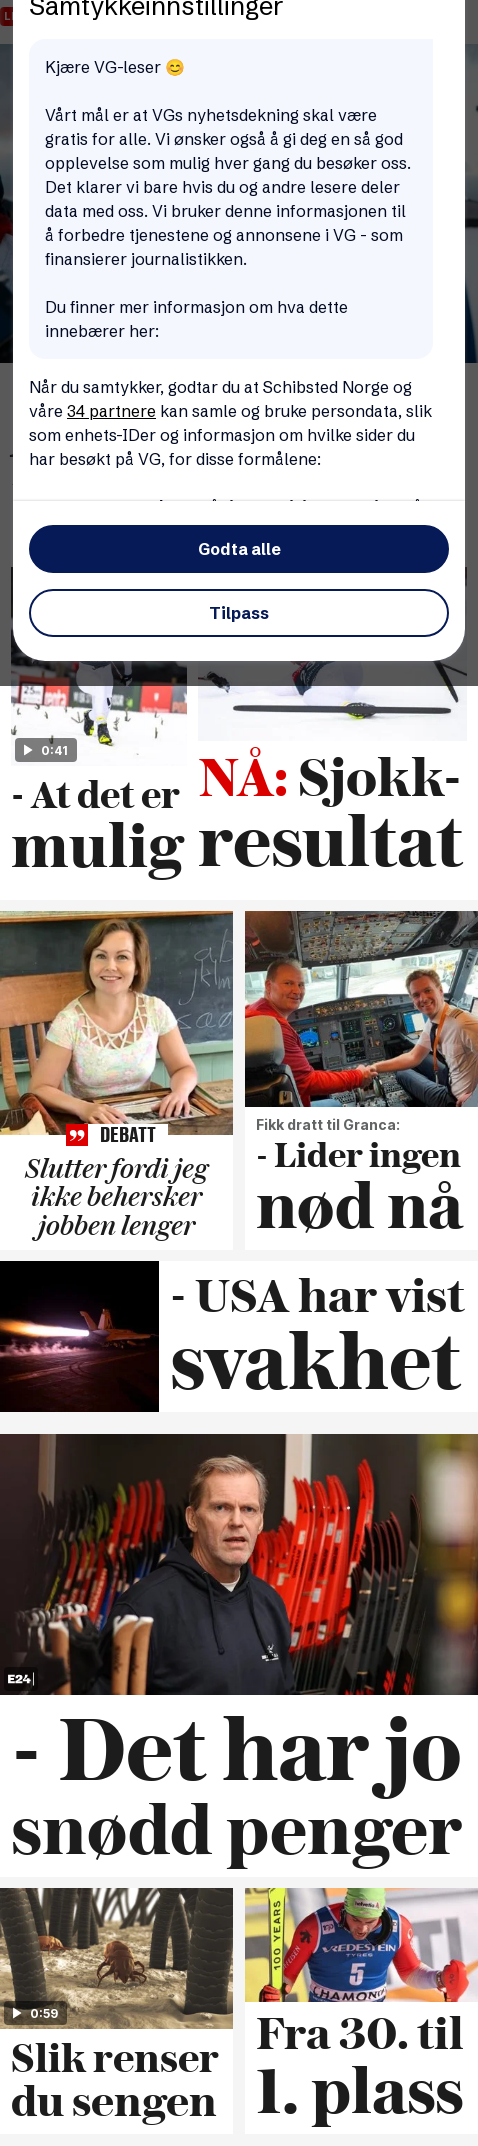 Samtykkeinnstillinger
Kjære VG-leser 😊
Vårt mål er at VGs nyhetsdekning skal være
gratis for alle. Vi ønsker også å gi deg en så god
opplevelse som mulig hver gang du besøker oss.
Det klarer vi bare hvis du og andre lesere deler
data med oss. Vi bruker denne informasjonen til
å forbedre tjenestene og annonsene i VG - som
finansierer journalistikken.
Du finner mer informasjon om hva dette
innebærer her:
Når du samtykker, godtar du at Schibsted Norge og
våre 34 partnere kan samle og bruke persondata, slik
som enhets-IDer og informasjon om hvilke sider du
har besøkt på VG, for disse formålene:
Godta alle
Tilpass
0:41
- At det er
mulig
NÅ: Sjokk-
resultat
DEBATT
Slutter fordi jeg
ikke behersker
jobben lenger
Fikk dratt til Granca:
- Lider ingen
nød nå
- USA har vist
svakhet
E24
- Det har jo
snødd penger
0:59
Slik renser
du sengen
100 YEARS
VREDESTEIN
TYRES
5
CHAMONI
Fra 30. til
1. plass